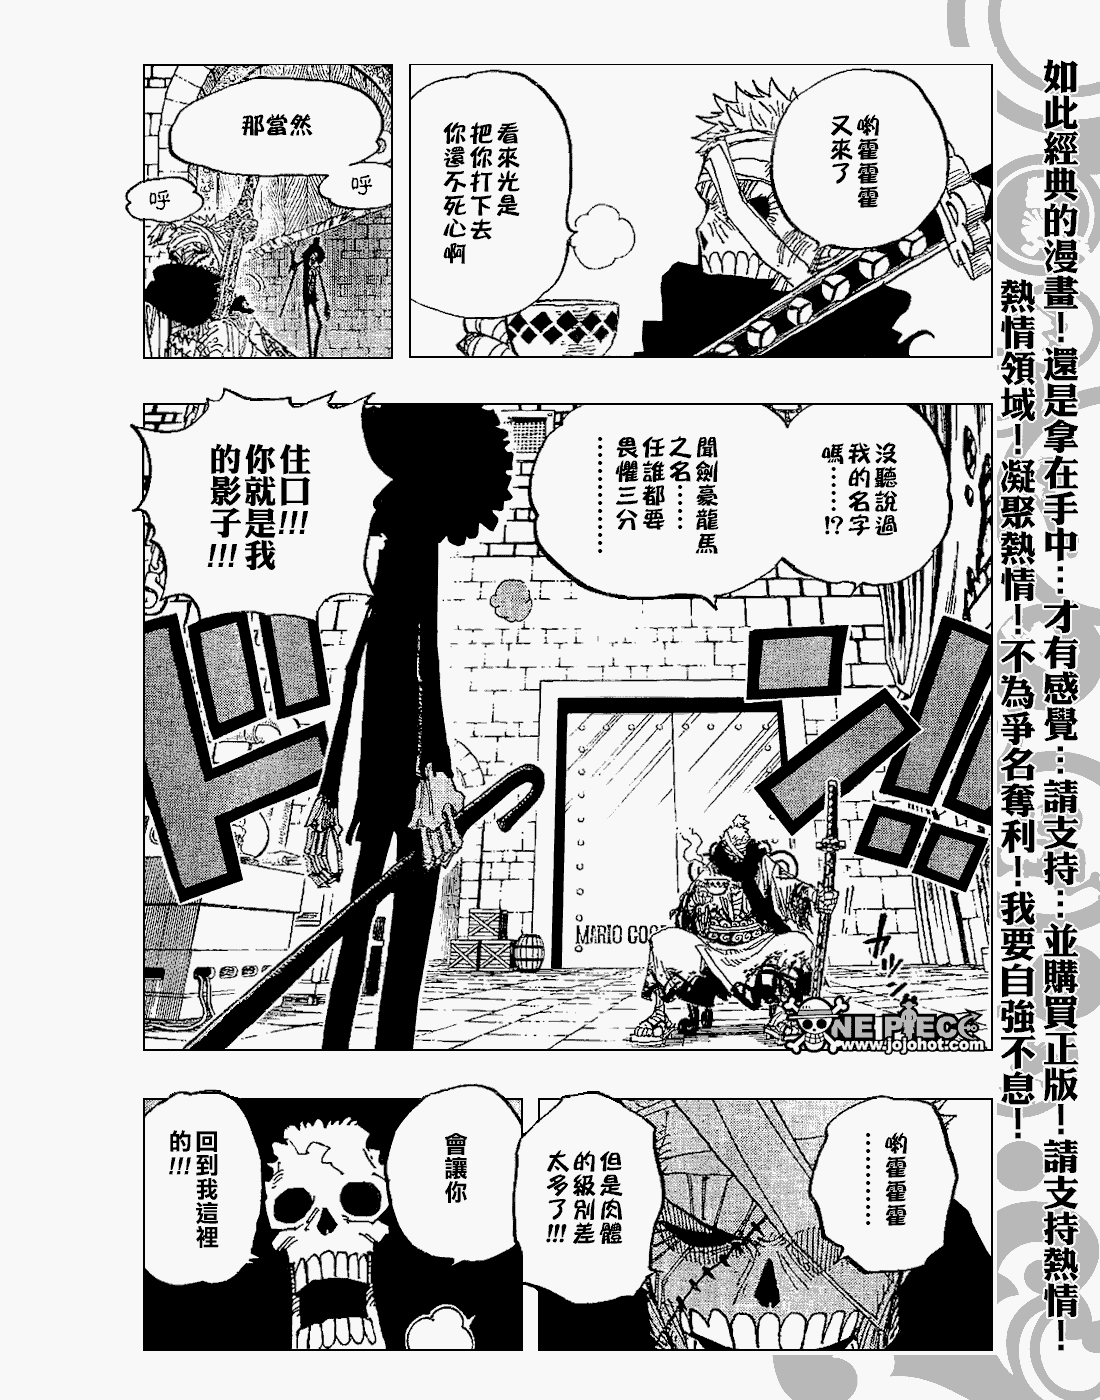 如此經典的漫畫！還是拿在手中…才有感覺…請支持…並購買正版！請支持熱情！
熱情領域！凝聚熱情！不為爭名奪利！我要自強不息！
喲霍霍霍
又來了
看來光是
把你打下去
你還不死心啊
那當然
呼
呼
沒聽說過
我的名字
嗎……!?
聞劍豪龍馬
之名……
任誰都要
畏懼三分
…………
住口!!!
你就是我
的影子!!!
ドドン!!
MARIO COOP
カタッ
ONE PIECE
www.jojohot.com
喲霍霍霍
…………
但是肉體
的級別差
太多了!!!
會讓你
回到我這裡
的!!!